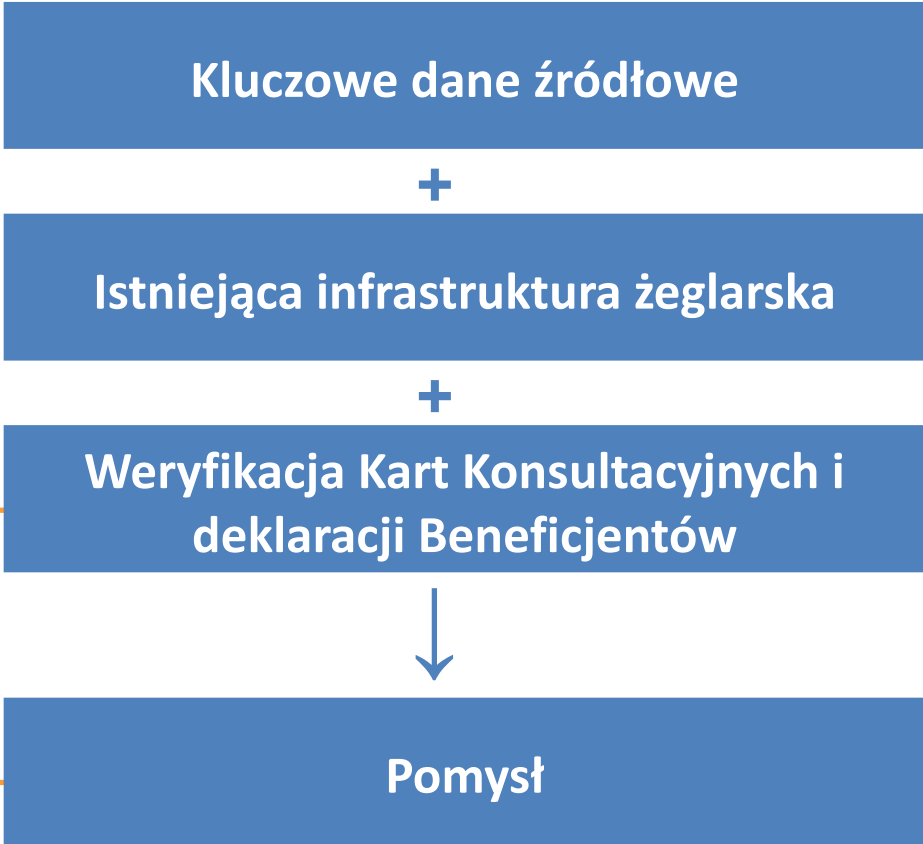 Kluczowe dane źródłowe
+
Istniejąca infrastruktura żeglarska
+
Weryfikacja Kart Konsultacyjnych i
deklaracji Beneficjentów
↓
Pomysł